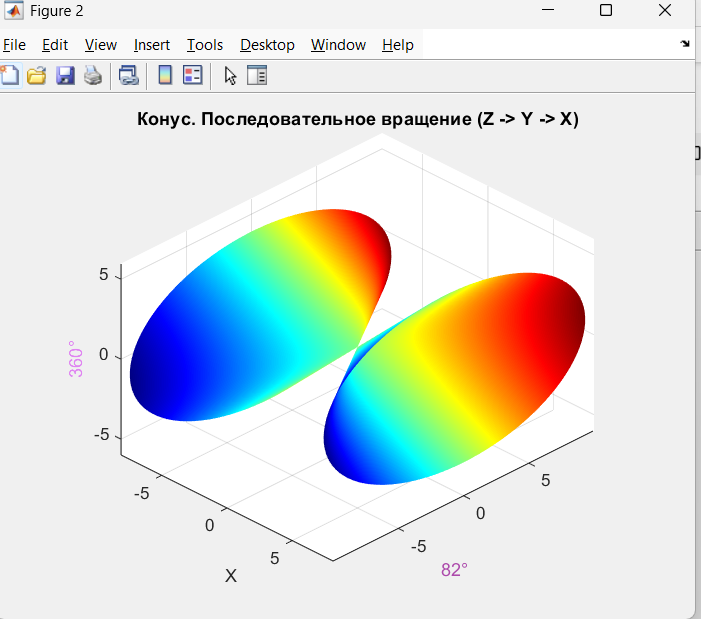 Figure 2
File Edit View Insert Tools Desktop Window Help
Конус. Последовательное вращение (Z -> Y -> X)
5
0
-5
360°
-5
0
5
X
-5
0
5
82°